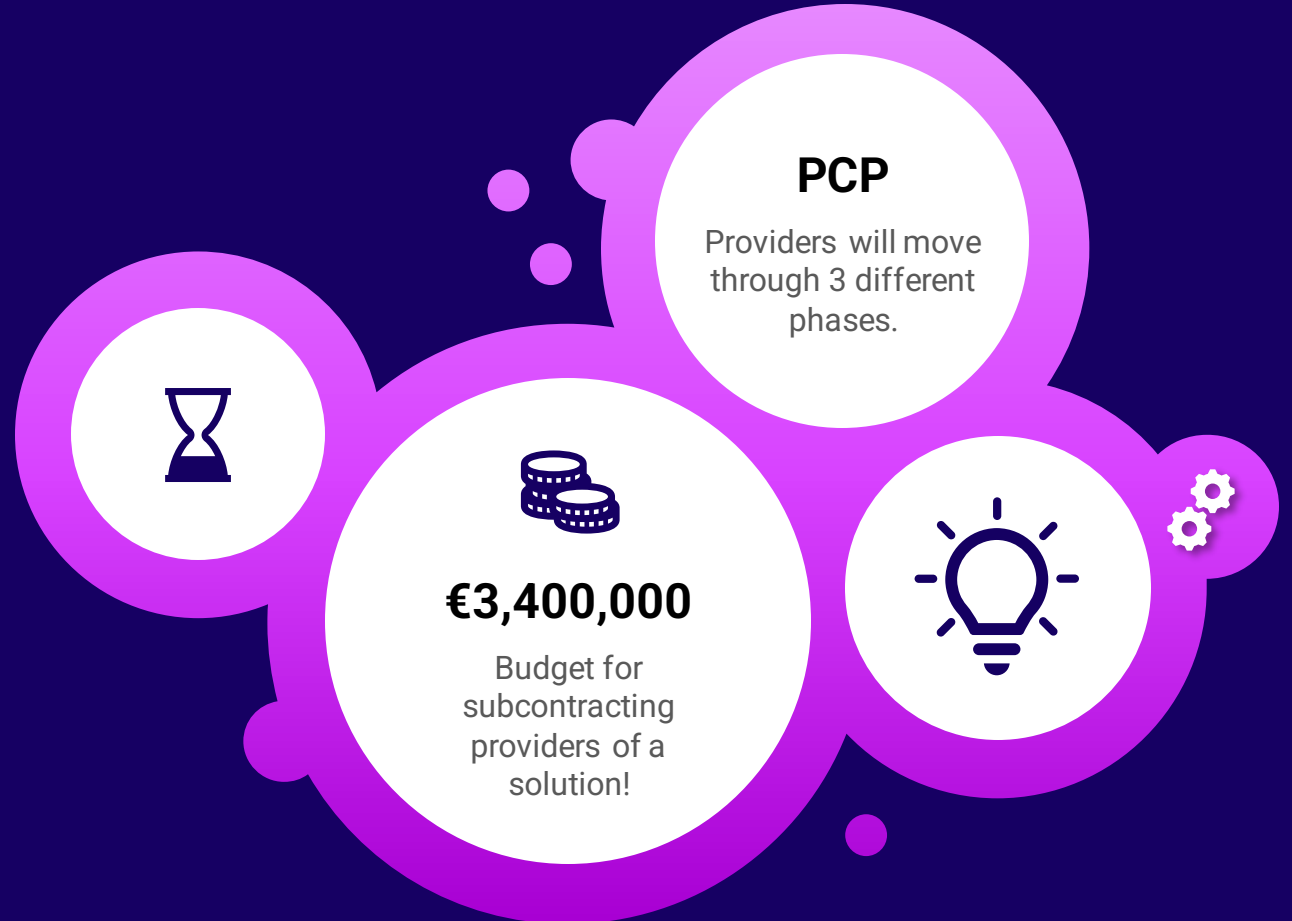 PCP
Providers will move
through 3 different
phases.
€3,400,000
Budget for
subcontracting
providers of a
solution!